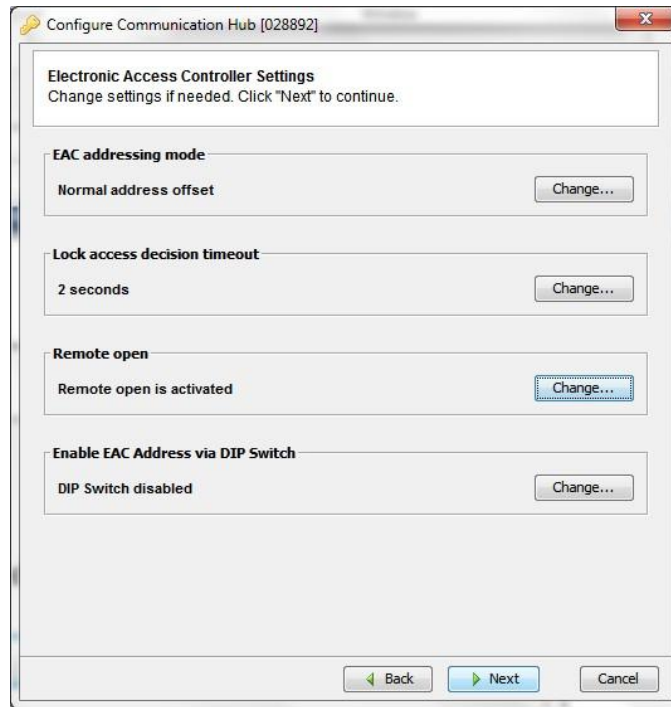 Configure Communication Hub [028892]
Electronic Access Controller Settings
Change settings if needed. Click "Next" to continue.
EAC addressing mode
Normal address offset
Change...
Lock access decision timeout
2 seconds
Change...
Remote open
Remote open is activated
Change...
Enable EAC Address via DIP Switch
DIP Switch disabled
Change...
Back
Next
Cancel